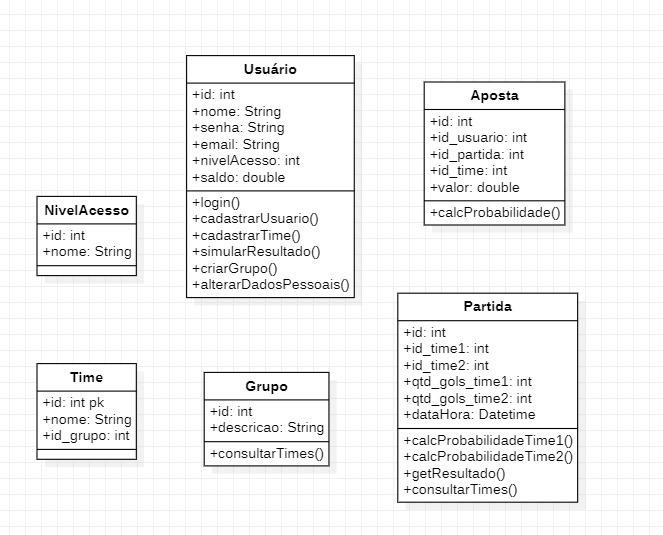 Usuário
+id: int
+nome: String
+senha: String
+email: String
+nivelAcesso: int
+saldo: double
+login()
+cadastrarUsuario()
+cadastrarTime()
+simularResultado()
+criarGrupo()
+alterarDadosPessoais()
Aposta
+id: int
+id_usuario: int
+id_partida: int
+id_time: int
+valor: double
+calcProbabilidade()
NivelAcesso
+id: int
+nome: String
Partida
+id: int
+id_time1: int
+id_time2: int
+qtd_gols_time1: int
+qtd_gols_time2: int
+dataHora: Datetime
+calcProbabilidadeTime1()
+calcProbabilidadeTime2()
+getResultado()
+consultarTimes()
Time
+id: int pk
+nome: String
+id_grupo: int
Grupo
+id: int
+descricao: String
+consultarTimes()